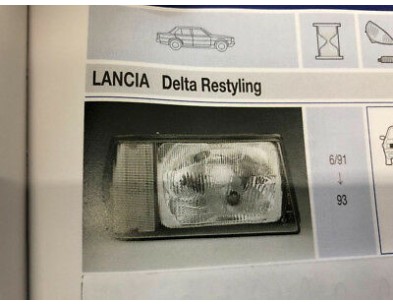 LANCIA Delta Restyling
6/91
↓
93